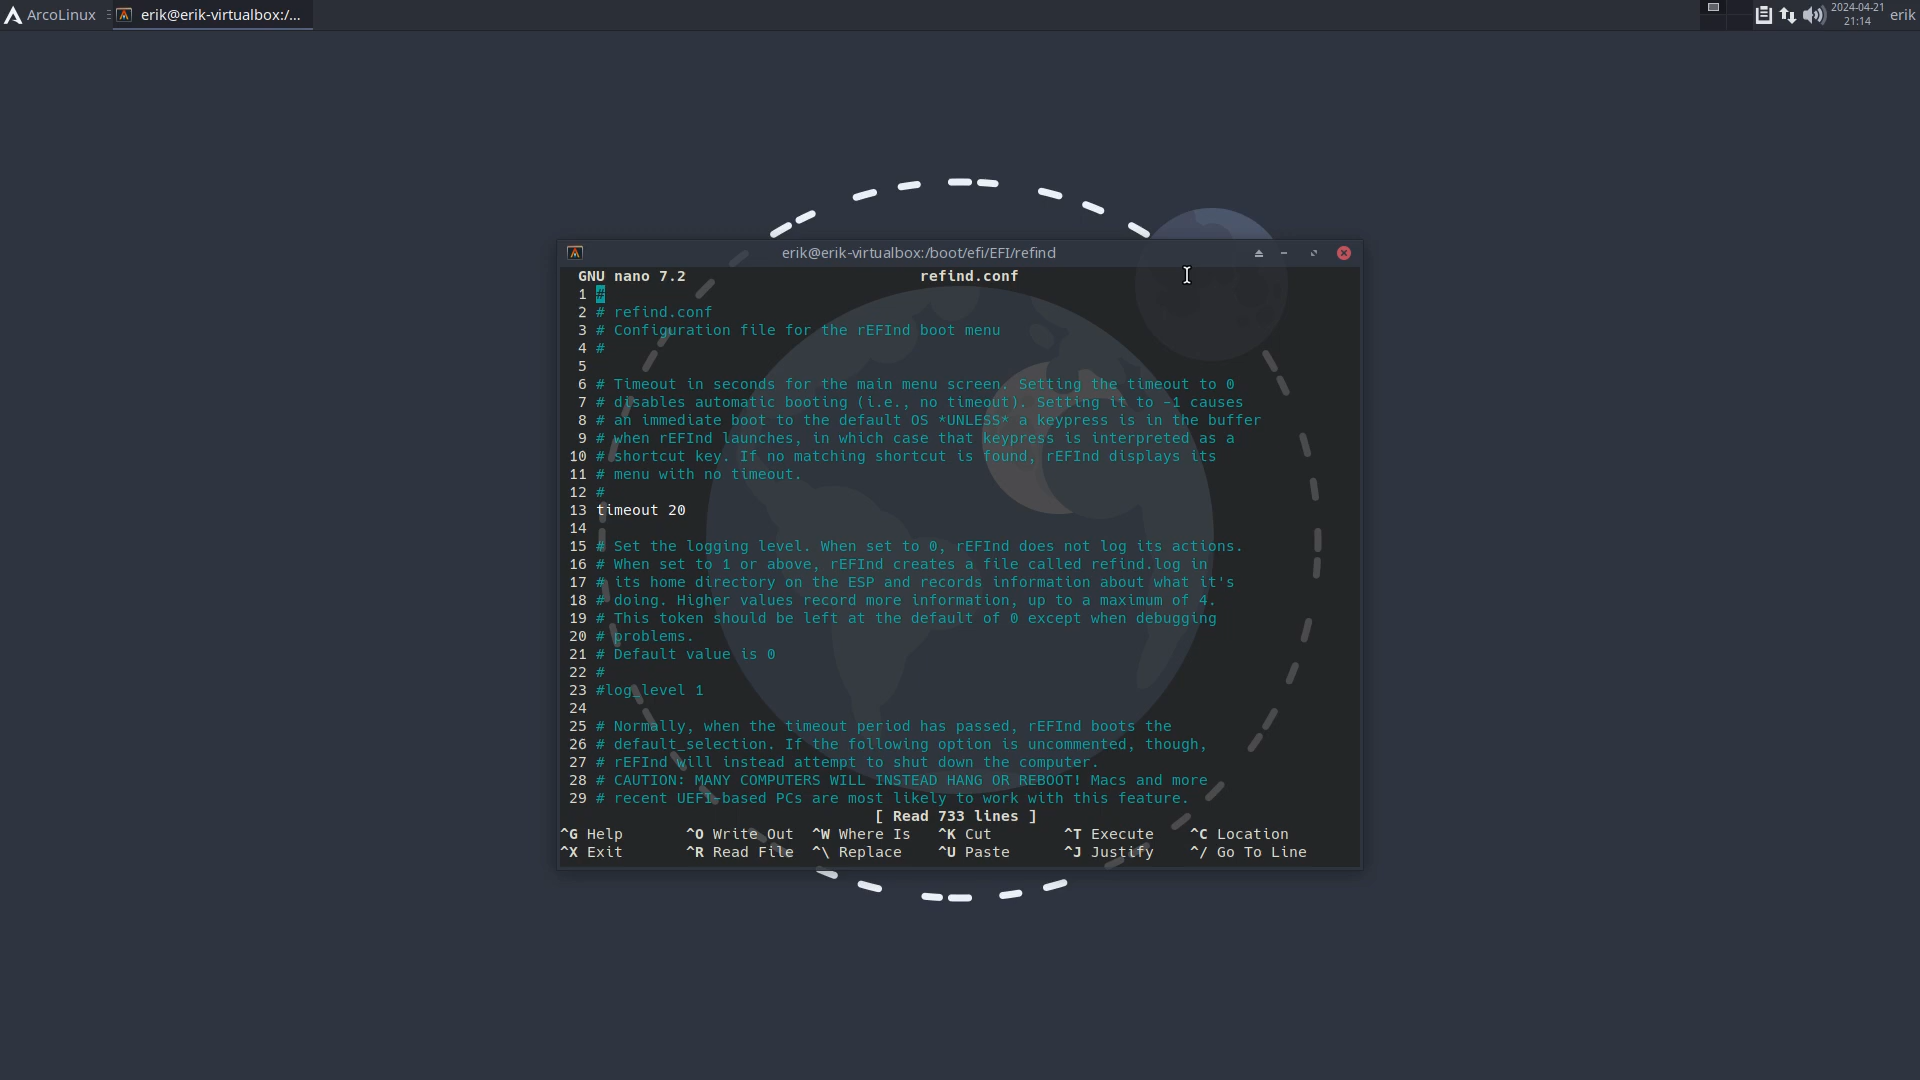 ArcoLinux
erik@erik-virtualbox:/...
2024-04-21
21:14
erik
erik@erik-virtualbox:/boot/efi/EFI/refind
GNU nano 7.2 refind.conf
1 #
2 # refind.conf
3 # Configuration file for the rEFInd boot menu
4 #
5
6 # Timeout in seconds for the main menu screen. Setting the timeout to 0
7 # disables automatic booting (i.e., no timeout). Setting it to -1 causes
8 # an immediate boot to the default OS *UNLESS* a keypress is in the buffer
9 # when rEFInd launches, in which case that keypress is interpreted as a
10 # shortcut key. If no matching shortcut is found, rEFInd displays its
11 # menu with no timeout.
12 #
13 timeout 20
14
15 # Set the logging level. When set to 0, rEFInd does not log its actions.
16 # When set to 1 or above, rEFInd creates a file called refind.log in
17 # its home directory on the ESP and records information about what it's
18 # doing. Higher values record more information, up to a maximum of 4.
19 # This token should be left at the default of 0 except when debugging
20 # problems.
21 # Default value is 0
22 #
23 #log_level 1
24
25 # Normally, when the timeout period has passed, rEFInd boots the
26 # default_selection. If the following option is uncommented, though,
27 # rEFInd will instead attempt to shut down the computer.
28 # CAUTION: MANY COMPUTERS WILL INSTEAD HANG OR REBOOT! Macs and more
29 # recent UEFI-based PCs are most likely to work with this feature.
[ Read 733 lines ]
^G Help ^O Write Out ^W Where Is ^K Cut ^T Execute ^C Location
^X Exit ^R Read File ^\ Replace ^U Paste ^J Justify ^/ Go To Line